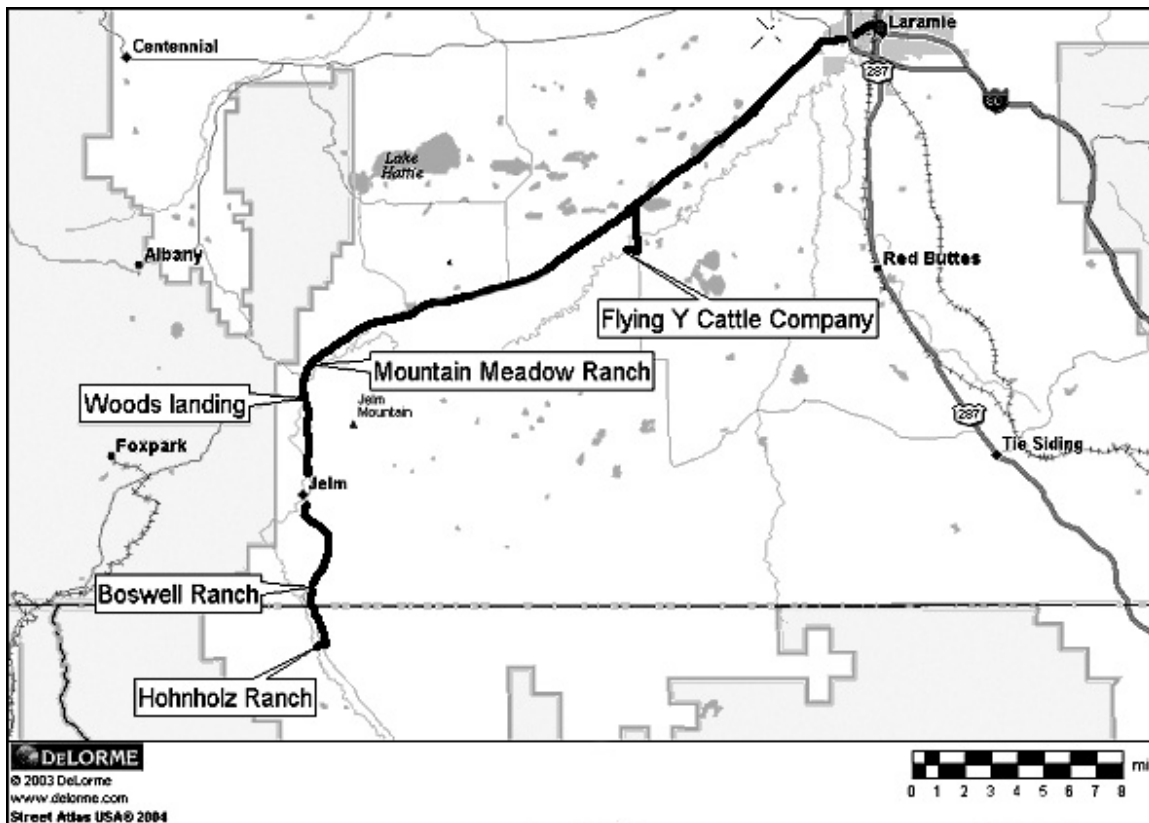 Laramie
Centennial
287
80
Lake
Hattie
Albany
Red Buttes
Flying Y Cattle Company
Mountain Meadow Ranch
Woods landing
Jelm
Mountain
287
Foxpark
Tie Siding
Jelm
Boswell Ranch
Hohnholz Ranch
DELORME
© 2003 DeLorme
www.delorme.com
Street Atlas USA® 2004
mi
0 1 2 3 4 5 6 7 8